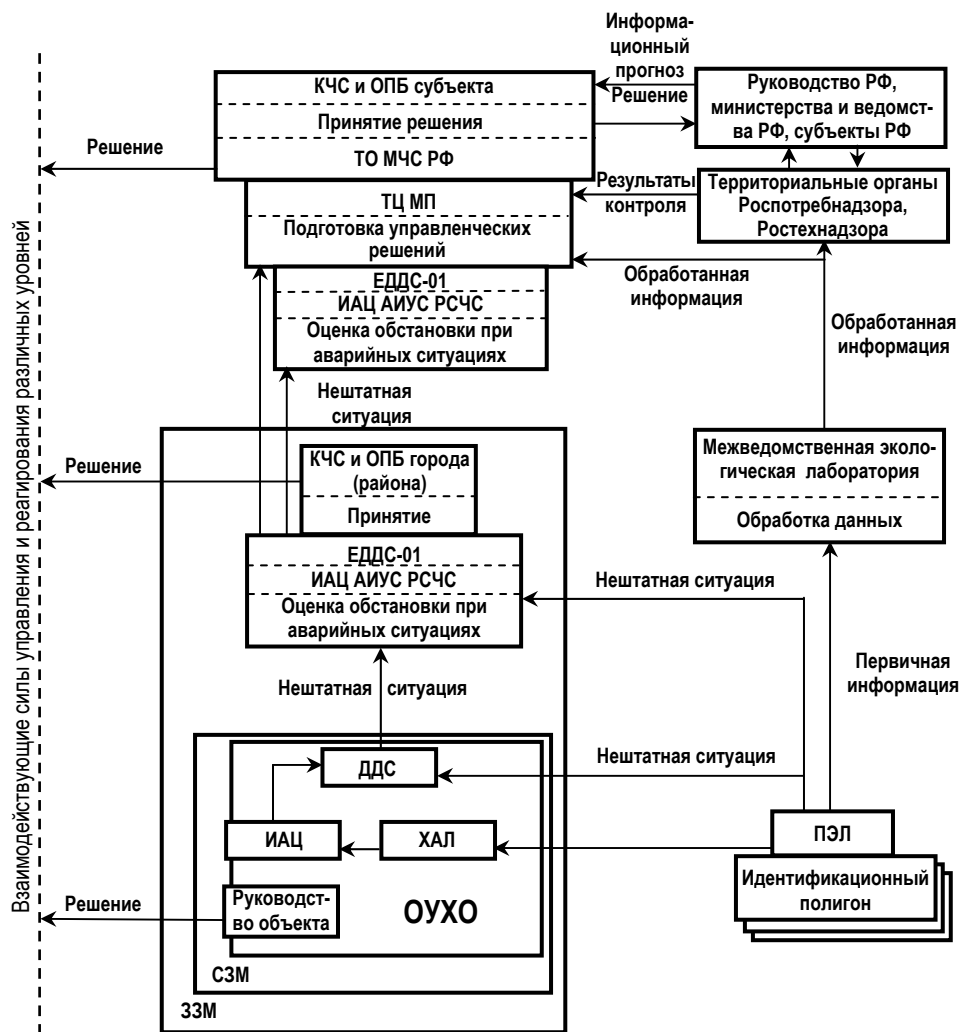 Информа-
ционный
прогноз
Решение
КЧС и ОПБ субъекта
Принятие решения
ТО МЧС РФ
Руководство РФ,
министерства и ведомст-
ва РФ, субъекты РФ
Решение
Результаты
контроля
ТЦ МП
Подготовка управленческих
решений
Территориальные органы
Роспотребнадзора,
Ростехнадзора
ЕДДС-01
ИАЦ АИУС РСЧС
Оценка обстановки при
аварийных ситуациях
Обработанная
информация
Обработанная
информация
Нештатная
ситуация
Взаимодействующие силы управления и реагирования различных уровней
Решение
КЧС и ОПБ города
(района)
Принятие
Межведомственная эколо-
гическая лаборатория
Обработка данных
ЕДДС-01
ИАЦ АИУС РСЧС
Оценка обстановки при
аварийных ситуациях
Нештатная ситуация
Нештатная ситуация
Первичная
информация
ДДС
Нештатная ситуация
ИАЦ
ХАЛ
ПЭЛ
Идентификационный
полигон
Решение
Руководст-
во объекта
ОУХО
СЗМ
ЗЗМ